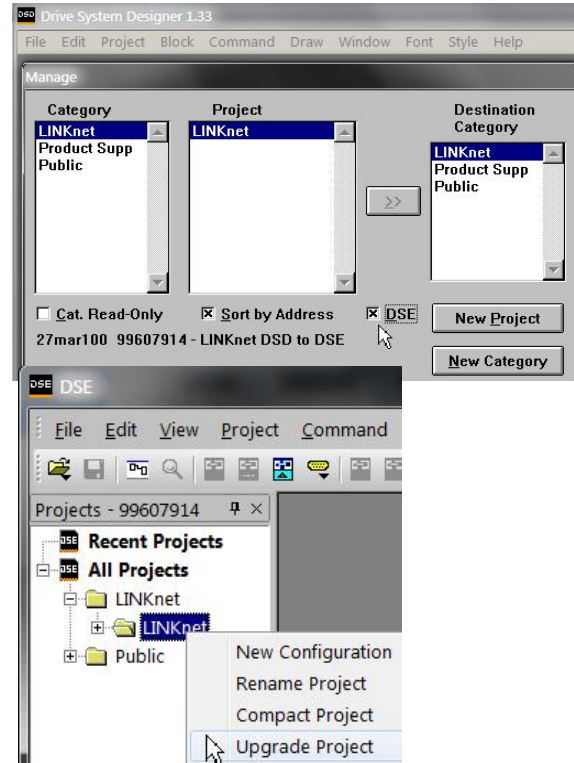 DSD Drive System Designer 1.33
File Edit Project Block Command Draw Window Font Style Help
Manage
Category Project Destination Category
LINKnet LINKnet LINKnet
Product Supp Product Supp
Public Public
>>
Cat. Read-Only Sort by Address DSE New Project
27mar100 99607914 - LINKnet DSD to DSE
New Category
DSE DSE
File Edit View Project Command
Projects - 99607914
DSE Recent Projects
DSE All Projects
LINKnet
LINKnet
Public
New Configuration
Rename Project
Compact Project
Upgrade Project